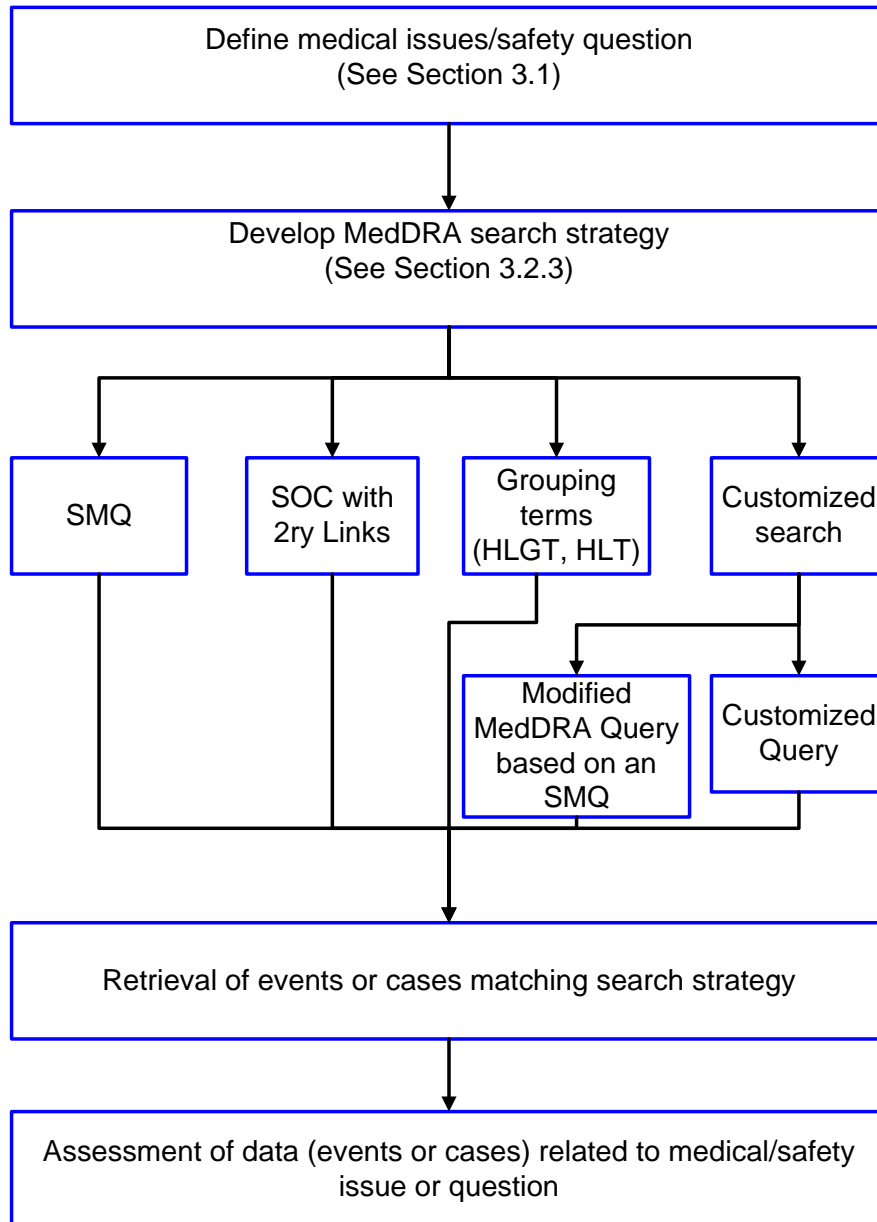 Define medical issues/safety question
(See Section 3.1)
Develop MedDRA search strategy
(See Section 3.2.3)
SMQ
SOC with
2ry Links
Grouping
terms
(HLGT, HLT)
Customized
search
Modified
MedDRA Query
based on an
SMQ
Customized
Query
Retrieval of events or cases matching search strategy
Assessment of data (events or cases) related to medical/safety
issue or question